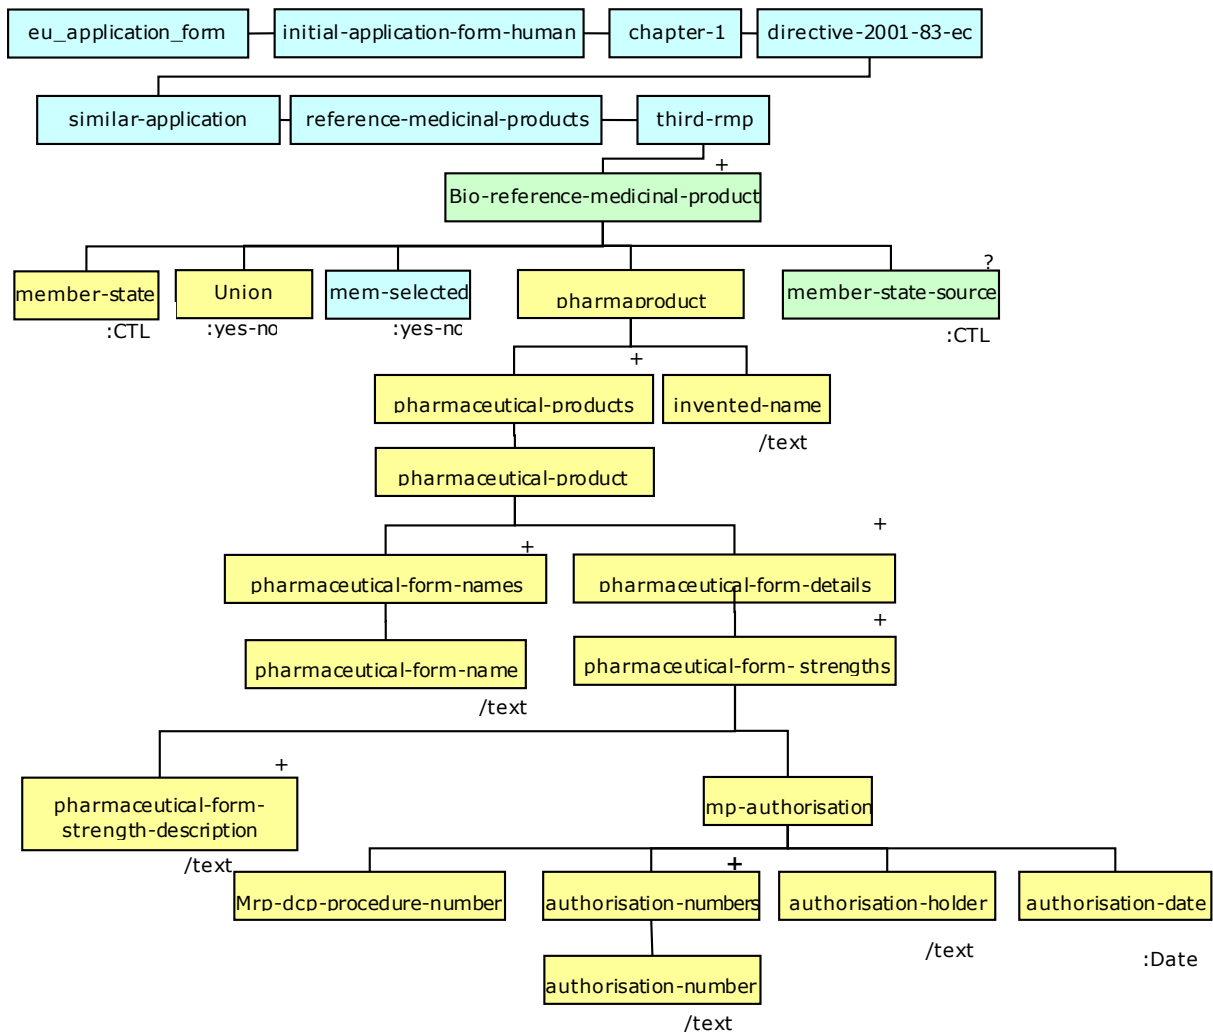 eu_application_form
initial-application-form-human
chapter-1
directive-2001-83-ec
similar-application
reference-medicinal-products
third-rmp
+
Bio-reference-medicinal-product
?
member-state
Union
mem-selected
pharmaproduct
member-state-source
:CTL
:yes-no
:yes-no
:CTL
+
pharmaceutical-products
invented-name
/text
pharmaceutical-product
+
+
pharmaceutical-form-names
pharmaceutical-form-details
+
pharmaceutical-form-name
pharmaceutical-form- strengths
/text
+
pharmaceutical-form-
strength-description
mp-authorisation
/text
+
Mrp-dcp-procedure-number
authorisation-numbers
authorisation-holder
authorisation-date
/text
:Date
authorisation-number
/text